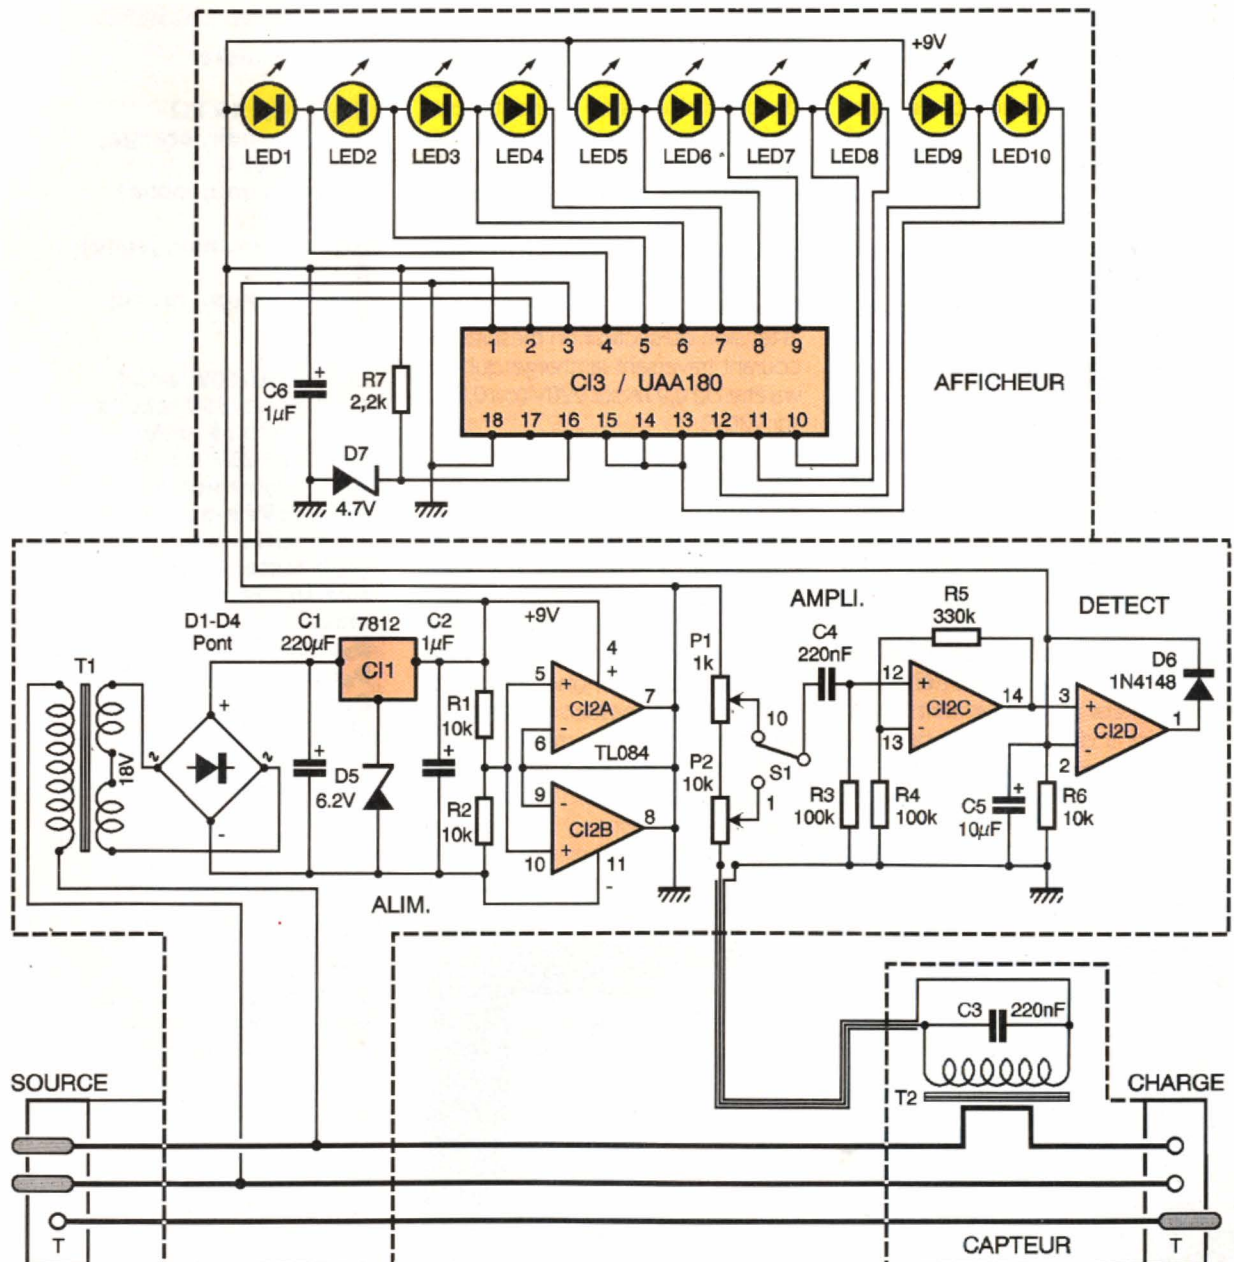 +9V
LED1 LED2 LED3 LED4 LED5 LED6 LED7 LED8 LED9 LED10
1 2 3 4 5 6 7 8 9
CI3 / UAA180
18 17 16 15 14 13 12 11 10
AFFICHEUR
C6
1µF
+
R7
2,2k
D7
4.7V
D1-D4
Pont
C1
220µF
7812
CI1
C2
1µF
+9V
T1
18V
+
~
~
-
+
D5
6.2V
+
R1
10k
R2
10k
4
+
5
+
CI2A
7
6
-
TL084
9
-
CI2B
8
10
+
11
-
ALIM.
P1
1k
P2
10k
10
S1
1
AMPLI.
C4
220nF
R5
330k
DETECT
D6
1N4148
12
+
CI2C
14
13
-
3
+
CI2D
1
2
-
R3
100k
R4
100k
C5
10µF
+
R6
10k
C3 220nF
T2
SOURCE
CHARGE
T
CAPTEUR
T